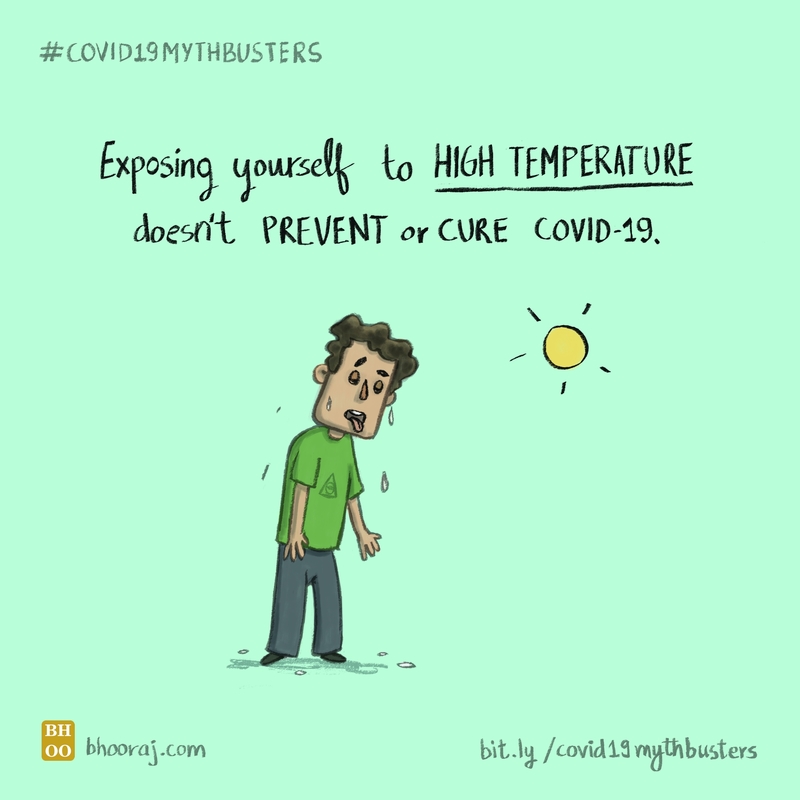 #COVID19MYTHBUSTERS
Exposing yourself to HIGH TEMPERATURE
doesn't PREVENT or CURE COVID-19.
BH
OO
bhooraj.com
bit.ly/covid19mythbusters